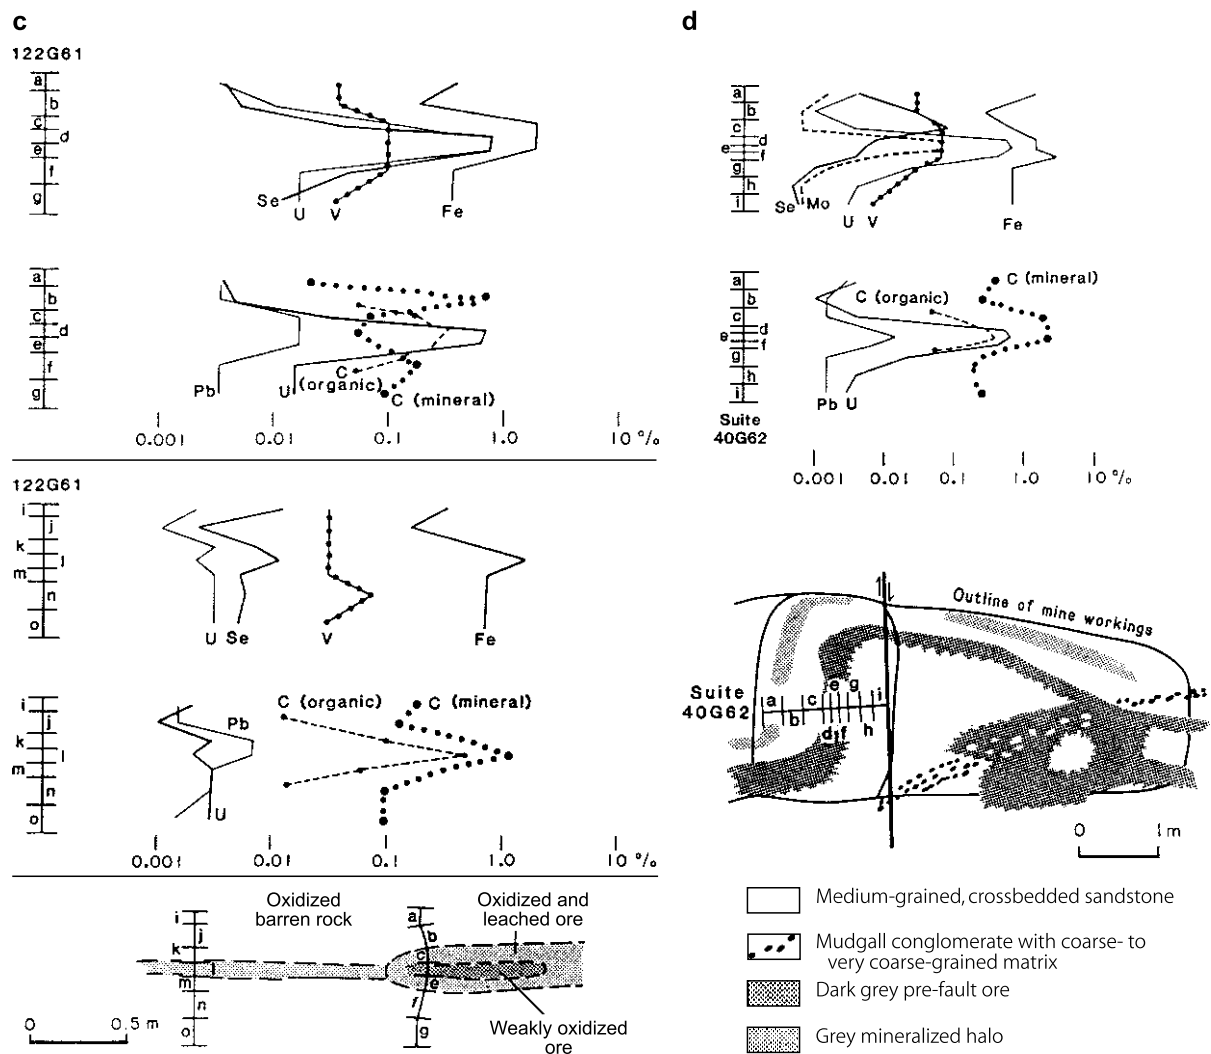 c
122G61
a
b
c
d
e
f
g
Se
U
V
Fe
a
b
c
d
e
f
g
Pb
U
C
(organic)
C (mineral)
0.001
0.01
0.1
1.0
10 %
122G61
i
j
k
l
m
n
o
U
Se
V
Fe
i
j
k
l
m
n
o
C (organic)
C (mineral)
Pb
U
0.001
0.01
0.1
1.0
10 %
Oxidized
barren rock
Oxidized and
leached ore
i
j
k
l
m
n
o
a
b
c
e
f
g
0
0.5 m
Weakly oxidized
ore
d
a
b
c
d
e
f
g
h
i
Se
Mo
U
V
Fe
a
b
c
d
e
f
g
h
i
C (mineral)
C (organic)
Pb
U
Suite
40G62
0.001
0.01
0.1
1.0
10 %
Outline of mine workings
Suite
40G62
a
b
c
d
e
f
g
h
i
0
1 m
Medium-grained, crossbedded sandstone
Mudgall conglomerate with coarse- to
very coarse-grained matrix
Dark grey pre-fault ore
Grey mineralized halo